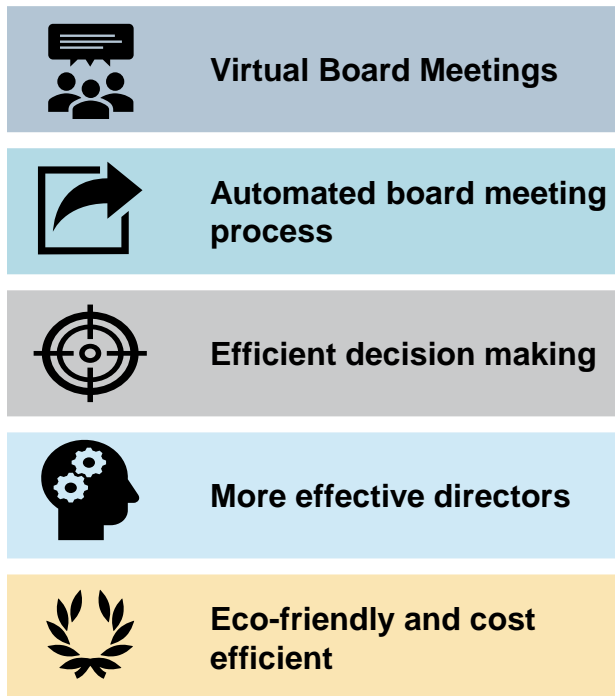 Virtual Board Meetings
Automated board meeting
process
Efficient decision making
More effective directors
Eco-friendly and cost
efficient